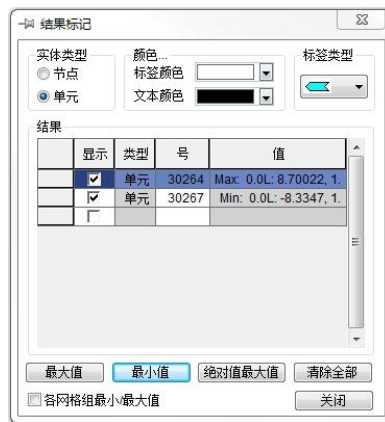 结果标记
实体类型
节点
单元
颜色...
标签颜色
文本颜色
标签类型
结果
显示 类型 号 值
单元 30264 Max: 0.0L: 8.70022, 1.
单元 30267 Min: 0.0L: -8.3347, 1.
最大值 最小值 绝对值最大值 清除全部
各网格组最小/最大值 关闭